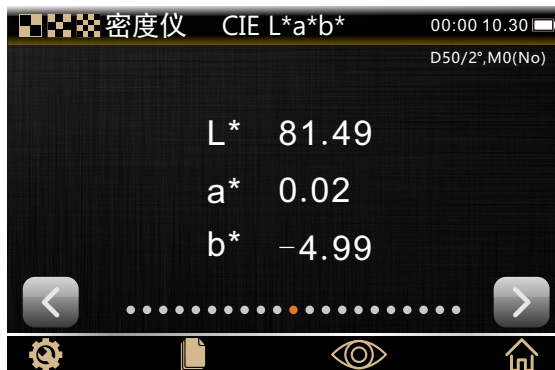 密度仪 CIE L*a*b* 00:00 10.30
D50/2°,M0(No)
L* 81.49
a* 0.02
b* −4.99